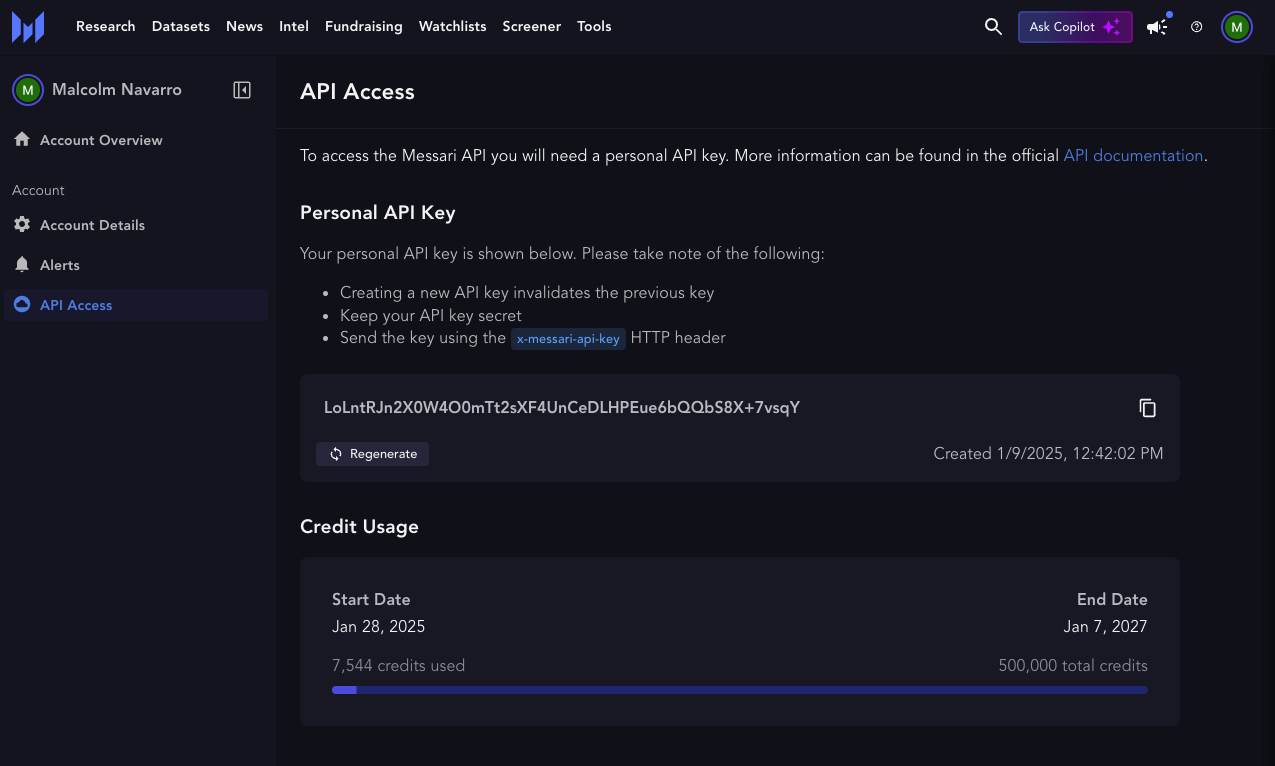 Research Datasets News Intel Fundraising Watchlists Screener Tools Ask Copilot M
M Malcolm Navarro
Account Overview
Account
Account Details
Alerts
API Access
API Access
To access the Messari API you will need a personal API key. More information can be found in the official API documentation.
Personal API Key
Your personal API key is shown below. Please take note of the following:
• Creating a new API key invalidates the previous key
• Keep your API key secret
• Send the key using the x-messari-api-key HTTP header
LoLntRJn2X0W4O0mTt2sXF4UnCeDLHPEue6bQQbS8X+7vsqY
Regenerate Created 1/9/2025, 12:42:02 PM
Credit Usage
Start Date End Date
Jan 28, 2025 Jan 7, 2027
7,544 credits used 500,000 total credits